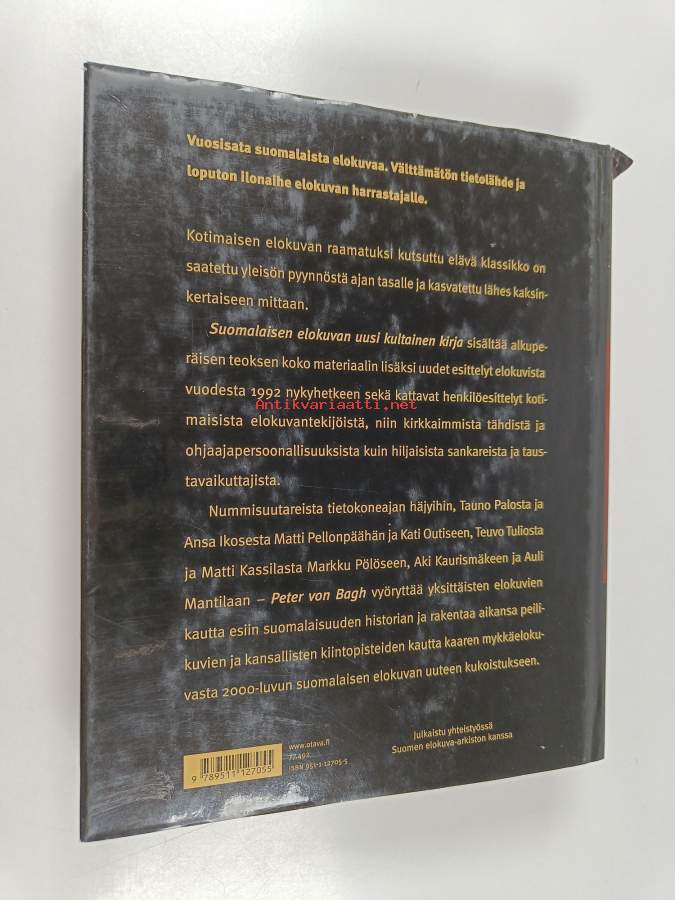 Vuosisata suomalaista elokuvaa. Välttämätön tietolähde ja
loputon ilonaihe elokuvan harrastajalle.
Kotimaisen elokuvan raamatuksi kutsuttu elävä klassikko on
saatettu yleisön pyynnöstä ajan tasalle ja kasvatettu lähes kaksin-
kertaiseen mittaan.
Suomalaisen elokuvan uusi kultainen kirja sisältää alkupe-
räisen teoksen koko materiaalin lisäksi uudet esittelyt elokuvista
vuodesta 1992 nykyhetkeen sekä kattavat henkilöesittelyt koti-
Antikvariaatti.net
maisista elokuvantekijöistä, niin kirkkaimmista tähdistä ja
ohjaajapersoonallisuuksista kuin hiljaisista sankareista ja taus-
tavaikuttajista.
Nummisuutareista tietokoneajan häjyihin, Tauno Palosta ja
Ansa Ikosesta Matti Pellonpäähän ja Kati Outiseen, Teuvo Tuliosta
ja Matti Kassilasta Markku Pölöseen, Aki Kaurismäkeen ja Auli
Mantilaan – Peter von Bagh vyöryttää yksittäisten elokuvien
kautta esiin suomalaisuuden historian ja rakentaa aikansa peili-
kuvien ja kansallisten kiintopisteiden kautta kaaren mykkäeloku-
vasta 2000-luvun suomalaisen elokuvan uuteen kukoistukseen.
www.otava.fi
77.492
ISBN 951-1-12705-5
9 789511 127055
Julkaistu yhteistyössä
Suomen elokuva-arkiston kanssa